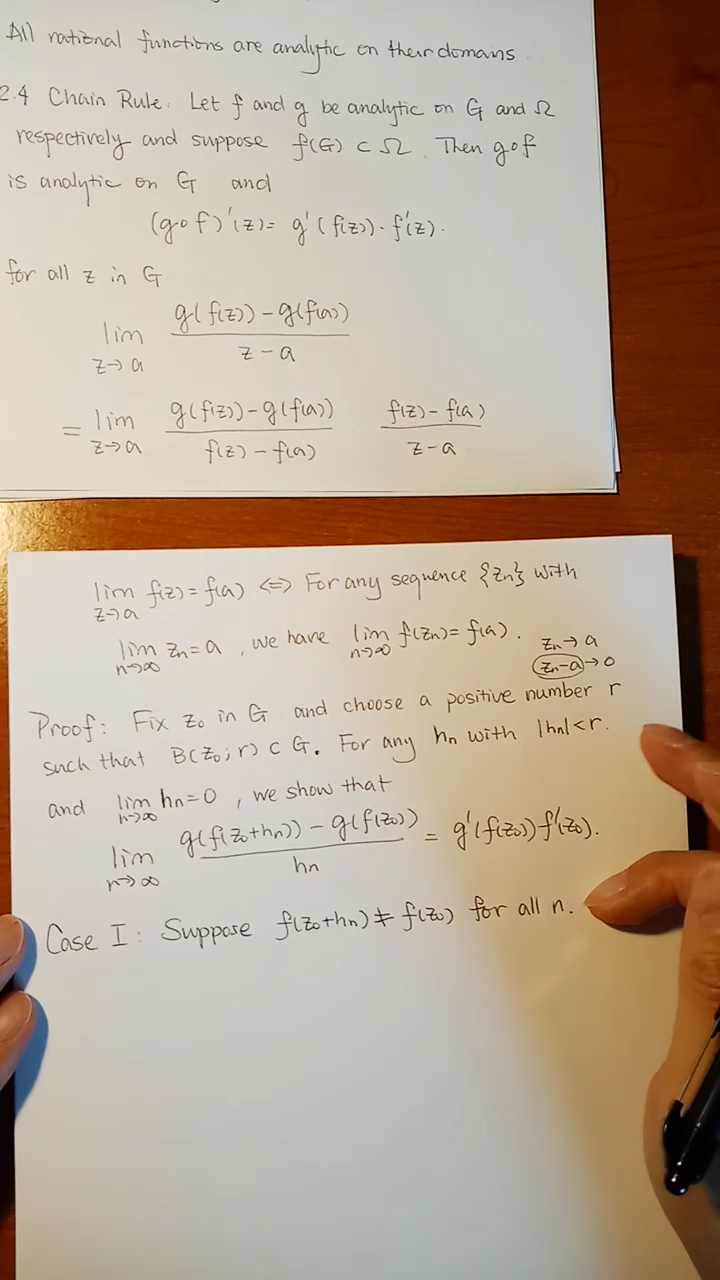 All rational functions are analytic on their domains.
2.4 Chain Rule. Let f and g be analytic on G and Ω
respectively and suppose f(G) ⊂ Ω. Then g∘f
is analytic on G and
(g∘f)'(z) = g'(f(z))·f'(z).
for all z in G
lim z→a (g(f(z)) - g(f(a))) / (z - a)
= lim z→a (g(f(z)) - g(f(a))) / (f(z) - f(a)) (f(z) - f(a)) / (z - a)
lim z→a f(z) = f(a) ⇔ For any sequence {zn} with
lim n→∞ zn = a, we have lim n→∞ f(zn) = f(a).
zn → a
zn - a → 0
Proof: Fix z0 in G and choose a positive number r
such that B(z0; r) ⊂ G. For any hn with |hn| < r.
and lim n→∞ hn = 0, we show that
lim n→∞ (g(f(z0+hn)) - g(f(z0))) / hn = g'(f(z0)) f'(z0).
Case I: Suppose f(z0+hn) ≠ f(z0) for all n.